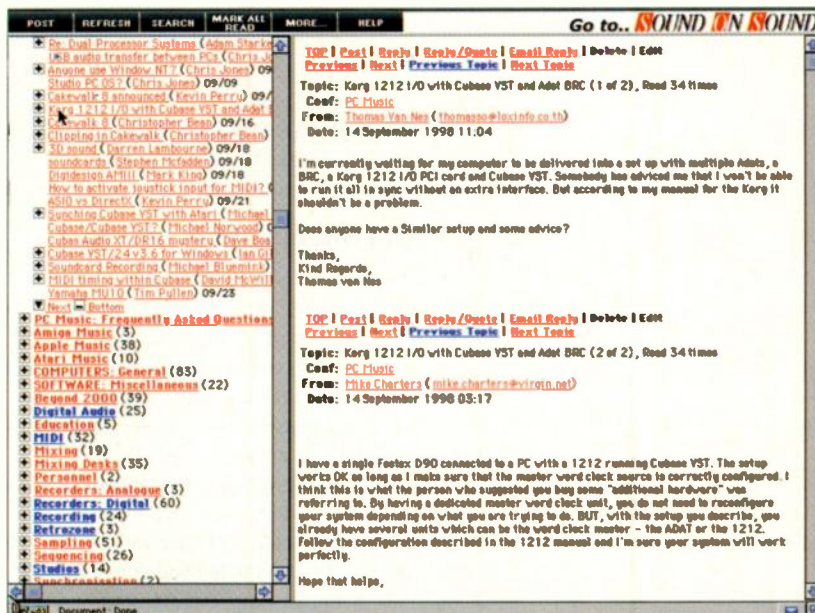 POST
REFRESH
SEARCH
MARK ALL READ
MORE...
HELP
Go to.. SOUND ON SOUND
Re: Dual Processor Systems (Adam Starke
USB audio transfer between PCs (Chris J
Anyone use Window NT? (Chris Jones) 09
Studio PC OS? (Chris Jones) 09/09
Cakewalk 8 announced (Kevin Perry) 09/
Korg 1212 I/O with Cubase VST and Adat B
Cakewalk 8 (Christopher Bean) 09/16
Clipping in Cakewalk (Christopher Bean)
3D sound (Darren Lambourne) 09/18
soundcards (Stephen Mcfadden) 09/18
Digidesign AMIII (Mark King) 09/18
How to activate joystick input for MIDI? (
ASIO vs DirectX (Kevin Perry) 09/21
Synching Cubase VST with Atari (Michael
Cubase/Cubase VST? (Michael Norwood) 0
Cubas Audio XT/DR16 mystery (Dave Boa
Cubase VST/24 v3.6 for Windows (Ian Gil
Soundcard Recording (Michael Bluemink)
MIDI timing within Cubase (David McWill
Yamaha MU10 (Tim Pullen) 09/23
Next Bottom
PC Music: Frequently Asked Questions
Amiga Music (3)
Apple Music (38)
Atari Music (10)
COMPUTERS: General (83)
SOFTWARE: Miscellaneous (22)
Beyond 2000 (39)
Digital Audio (25)
Education (5)
MIDI (32)
Mixing (19)
Mixing Desks (35)
Personnel (2)
Recorders: Analogue (3)
Recorders: Digital (60)
Recording (24)
Retrozone (3)
Sampling (51)
Sequencing (26)
Studios (14)
Synchronisation (2)
TOP | Post | Reply | Reply/Quote | Email Reply | Delete | Edit
Previous | Next | Previous Topic | Next Topic
Topic: Korg 1212 I/O with Cubase VST and Adat BRC (1 of 2), Read 34 times
Conf: PC Music
From: Thomas Van Nes (thomasso@loxinfo.co.th)
Date: 14 September 1998 11:04
I'm currently waiting for my computer to be delivered into a set up with multiple Adats, a
BRC, a Korg 1212 I/O PCI card and Cubase VST. Somebody has adviced me that I won't be able
to run it all in sync without an extra interface. But according to my manual for the Korg it
shouldn't be a problem.
Does anyone have a Similar setup and some advice?
Thanks,
Kind Regards,
Thomas van Nes
TOP | Post | Reply | Reply/Quote | Email Reply | Delete | Edit
Previous | Next | Previous Topic | Next Topic
Topic: Korg 1212 I/O with Cubase VST and Adat BRC (2 of 2), Read 34 times
Conf: PC Music
From: Mike Charters (mike.charters@virgin.net)
Date: 14 September 1998 03:17
I have a single Fostex D90 connected to a PC with a 1212 running Cubase VST. The setup
works OK as long as I make sure that the master word clock source is correctly configured. I
think this is what the person who suggested you buy some "additional hardware" was
referring to. By having a dedicated master word clock unit, you do not need to reconfigure
your system depending on what you are trying to do. BUT, with the setup you describe, you
already have several units which can be the word clock master - the ADAT or the 1212.
Follow the configuration described in the 1212 manual and I'm sure your system will work
perfectly.
Hope that helps,
Document: Done